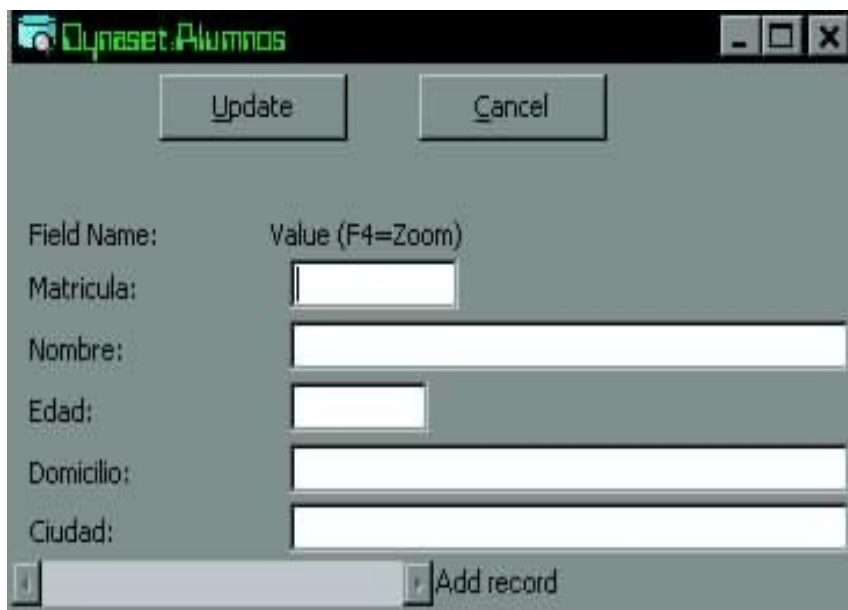 Dynaset:Alumnos
Update Cancel
Field Name: Value (F4=Zoom)
Matricula:
Nombre:
Edad:
Domicilio:
Ciudad:
Add record